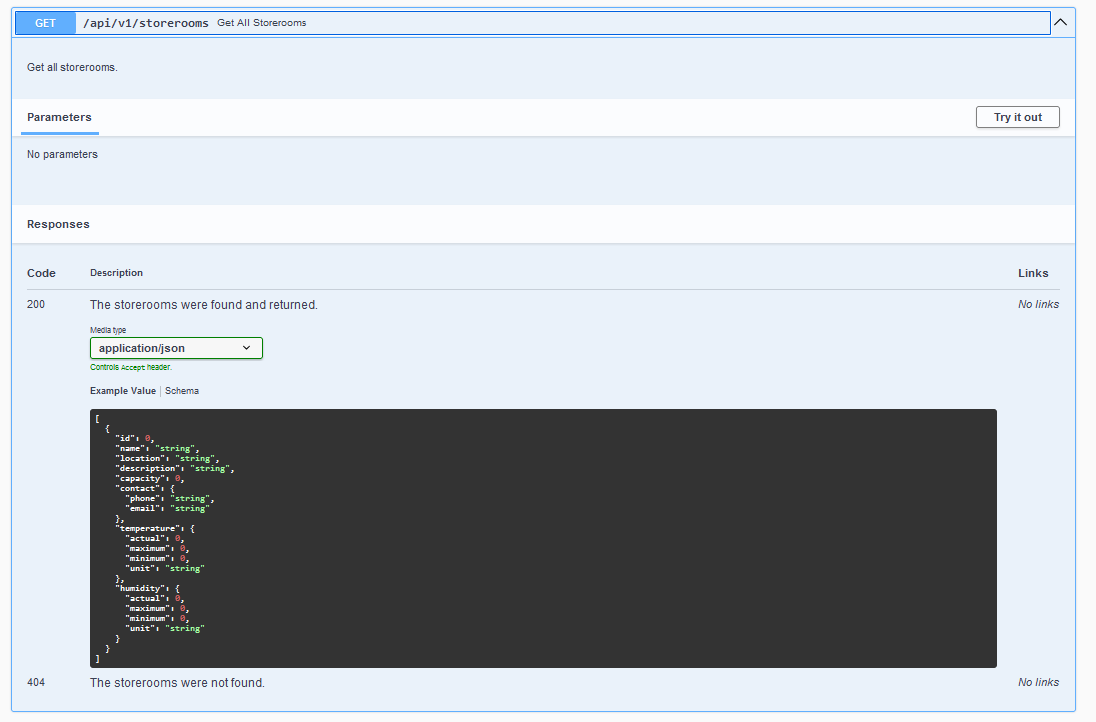 GET /api/v1/storerooms Get All Storerooms
Get all storerooms.
Parameters
Try it out
No parameters
Responses
Code Description Links
200 The storerooms were found and returned. No links
Media type
application/json
Controls Accept header.
Example Value | Schema
[
  {
    "id": 0,
    "name": "string",
    "location": "string",
    "description": "string",
    "capacity": 0,
    "contact": {
      "phone": "string",
      "email": "string"
    },
    "temperature": {
      "actual": 0,
      "maximum": 0,
      "minimum": 0,
      "unit": "string"
    },
    "humidity": {
      "actual": 0,
      "maximum": 0,
      "minimum": 0,
      "unit": "string"
    }
  }
]
404 The storerooms were not found. No links